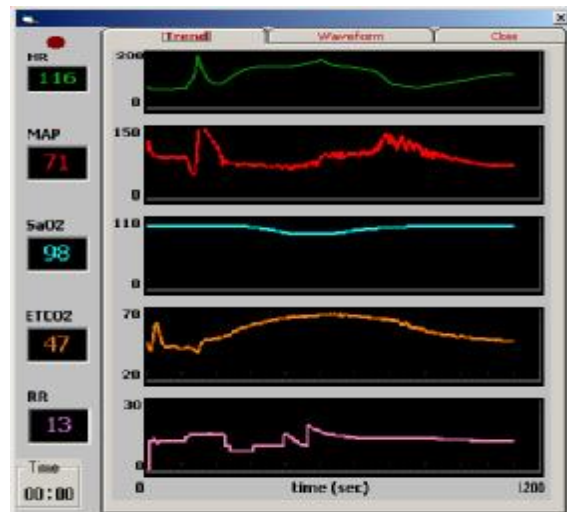 Trend Waveform Close
HR
116
200
0
MAP
71
150
0
SaO2
98
110
0
ETCO2
47
70
20
RR
13
30
0
Time
00:00
0 time (sec) 1200